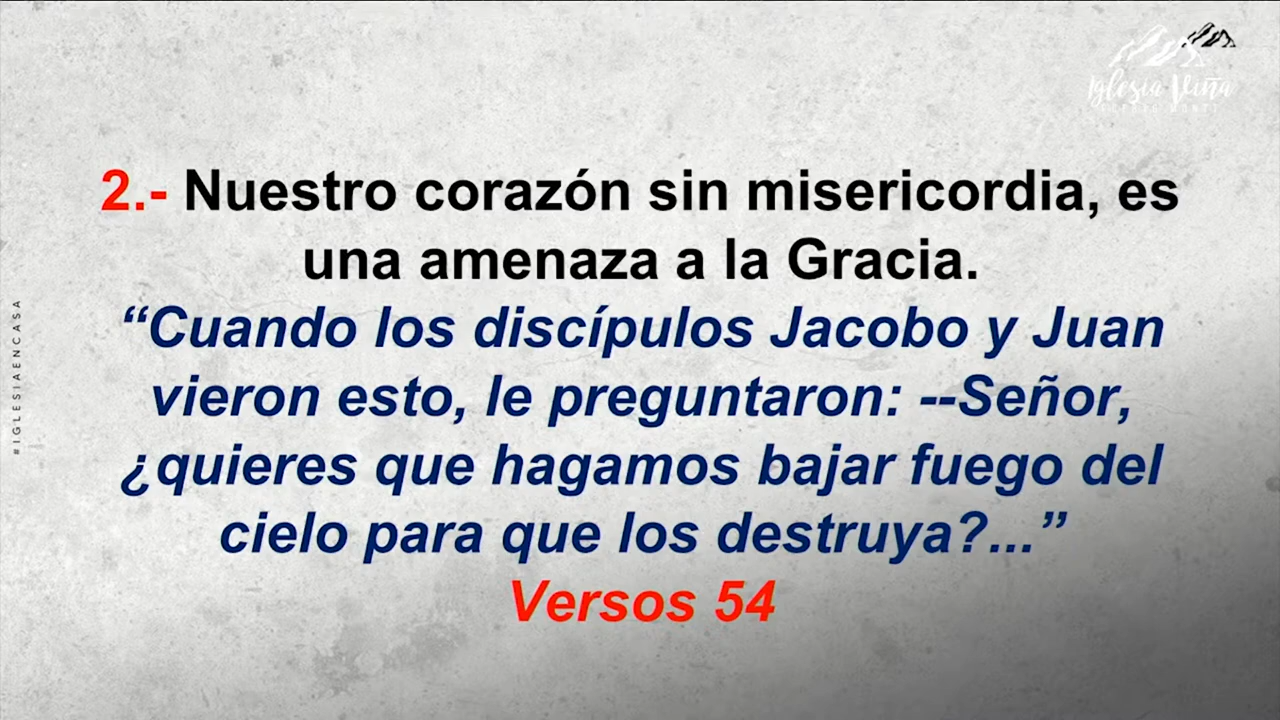 Iglesia Viña
#IGLESIAENCASA
2.- Nuestro corazón sin misericordia, es
una amenaza a la Gracia.
“Cuando los discípulos Jacobo y Juan
vieron esto, le preguntaron: --Señor,
¿quieres que hagamos bajar fuego del
cielo para que los destruya?...”
Versos 54